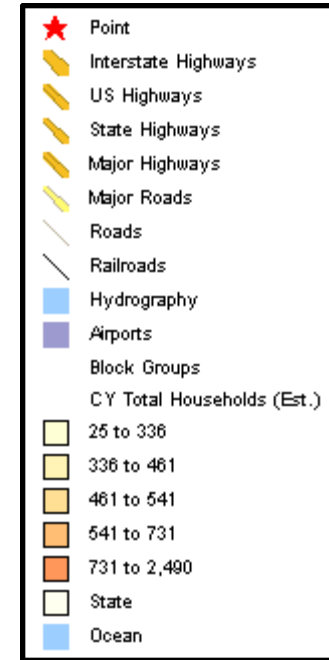 Point
Interstate Highways
US Highways
State Highways
Major Highways
Major Roads
Roads
Railroads
Hydrography
Airports
Block Groups
CY Total Households (Est.)
25 to 336
336 to 461
461 to 541
541 to 731
731 to 2,490
State
Ocean